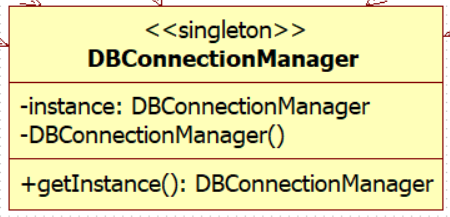 <<singleton>>
DBConnectionManager
-instance: DBConnectionManager
-DBConnectionManager()
+getInstance(): DBConnectionManager